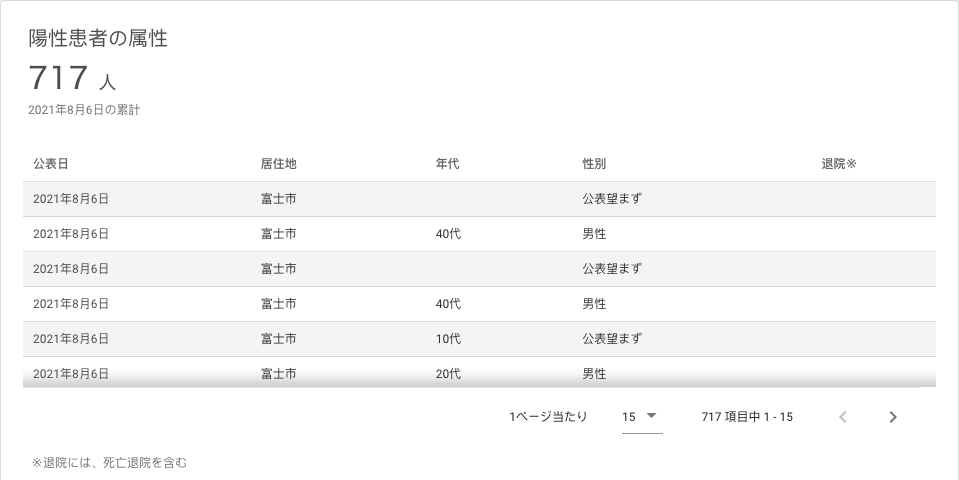 陽性患者の属性
717 人
2021年8月6日の累計
公表日 居住地 年代 性別 退院※
2021年8月6日 富士市 公表望まず
2021年8月6日 富士市 40代 男性
2021年8月6日 富士市 公表望まず
2021年8月6日 富士市 40代 男性
2021年8月6日 富士市 10代 公表望まず
2021年8月6日 富士市 20代 男性
1ページ当たり 15 717 項目中 1 - 15
※退院には、死亡退院を含む